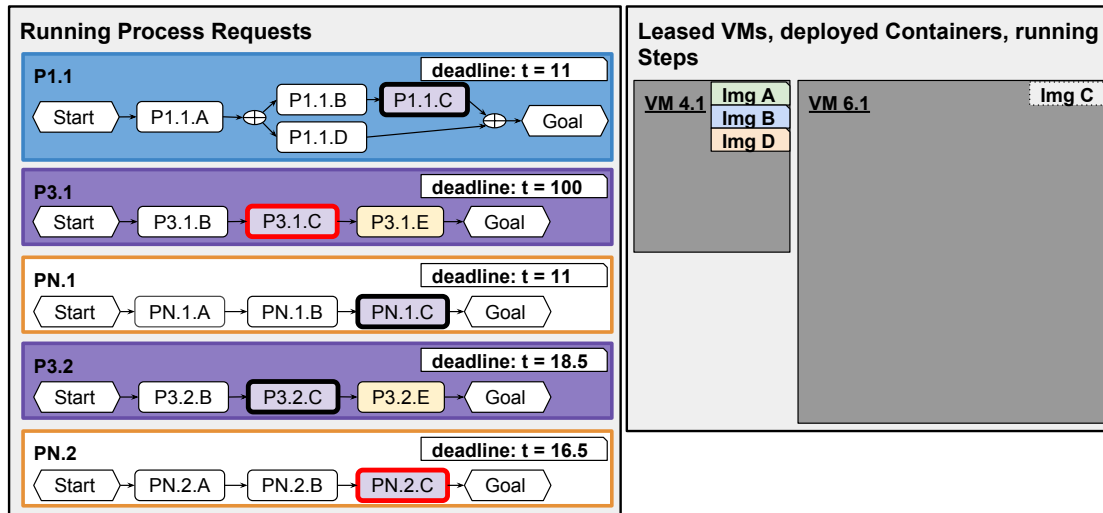 Running Process Requests
P1.1
deadline: t = 11
Start
P1.1.A
P1.1.B
P1.1.C
P1.1.D
Goal
P3.1
deadline: t = 100
Start
P3.1.B
P3.1.C
P3.1.E
Goal
PN.1
deadline: t = 11
Start
PN.1.A
PN.1.B
PN.1.C
Goal
P3.2
deadline: t = 18.5
Start
P3.2.B
P3.2.C
P3.2.E
Goal
PN.2
deadline: t = 16.5
Start
PN.2.A
PN.2.B
PN.2.C
Goal
Leased VMs, deployed Containers, running
Steps
VM 4.1
Img A
Img B
Img D
VM 6.1
Img C